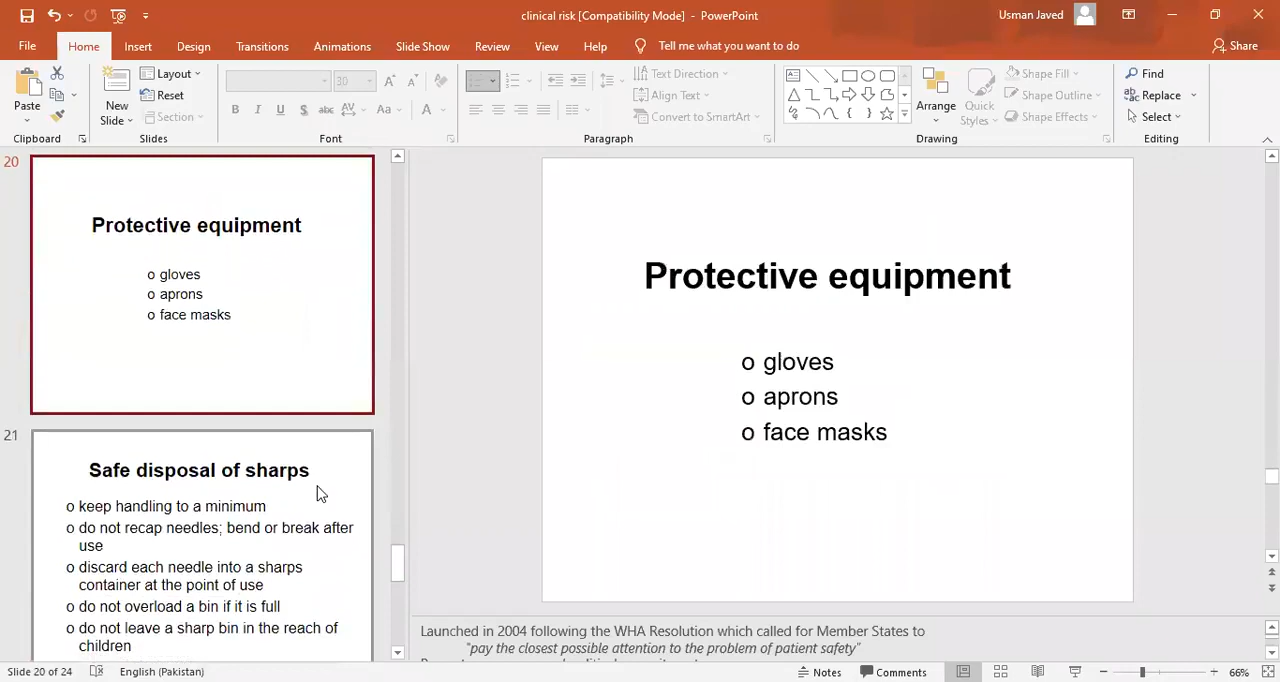 clinical risk [Compatibility Mode] - PowerPoint
Usman Javed
File Home Insert Design Transitions Animations Slide Show Review View Help Tell me what you want to do
Share
Paste
New
Slide
Layout
Reset
Section
30
B I U S abc AV Aa A
Text Direction
Align Text
Convert to SmartArt
Arrange
Quick
Styles
Shape Fill
Shape Outline
Shape Effects
Find
Replace
Select
Clipboard Slides Font Paragraph Drawing Editing
20
Protective equipment
o gloves
o aprons
o face masks
21
Safe disposal of sharps
o keep handling to a minimum
o do not recap needles; bend or break after
use
o discard each needle into a sharps
container at the point of use
o do not overload a bin if it is full
o do not leave a sharp bin in the reach of
children
Protective equipment
o gloves
o aprons
o face masks
Launched in 2004 following the WHA Resolution which called for Member States to
"pay the closest possible attention to the problem of patient safety"
Slide 20 of 24 English (Pakistan) Notes Comments 66%